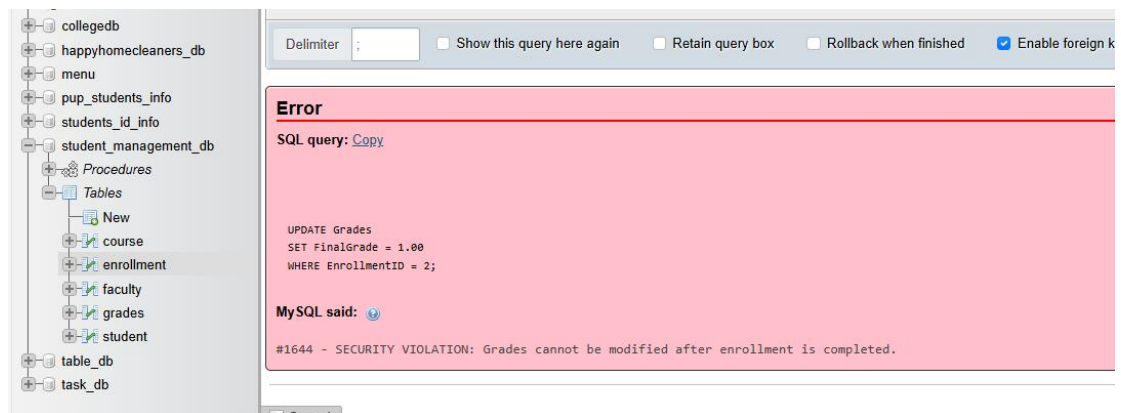 collegedb
happyhomecleaners_db
menu
pup_students_info
students_id_info
student_management_db
Procedures
Tables
New
course
enrollment
faculty
grades
student
table_db
task_db
Delimiter ; Show this query here again Retain query box Rollback when finished Enable foreign k
Error
SQL query: Copy
UPDATE Grades
SET FinalGrade = 1.00
WHERE EnrollmentID = 2;
MySQL said:
#1644 - SECURITY VIOLATION: Grades cannot be modified after enrollment is completed.